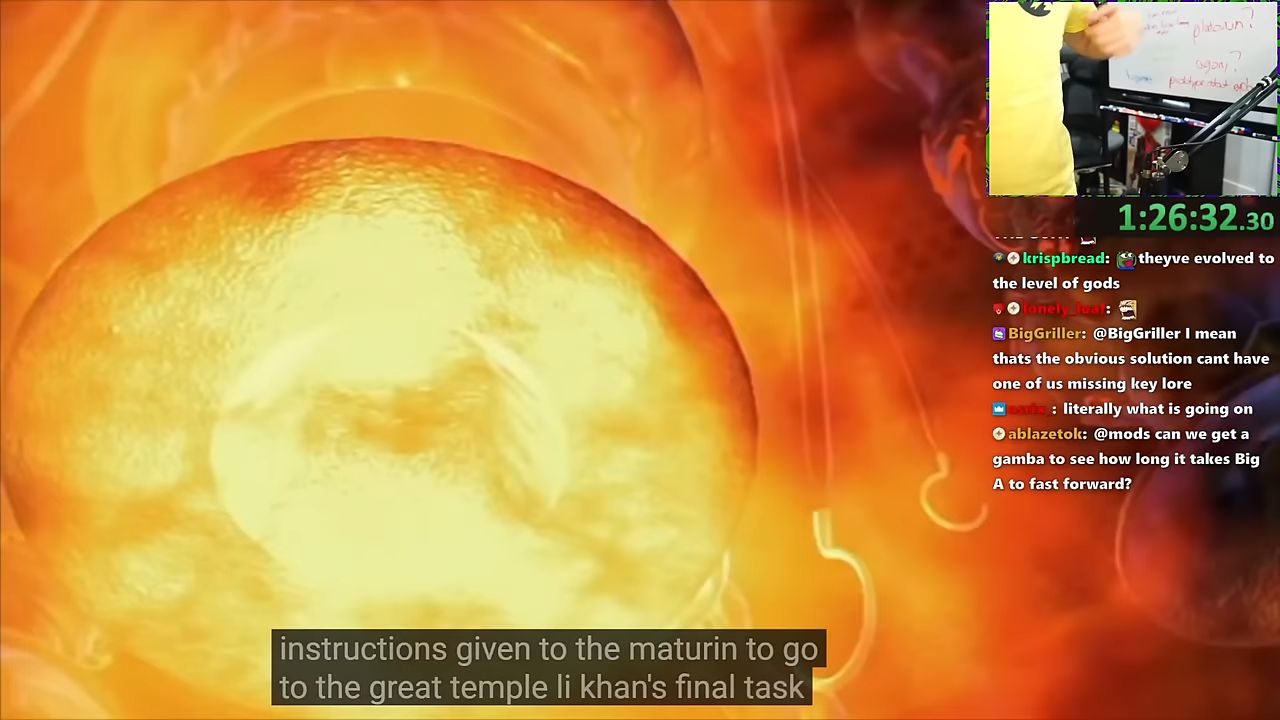 platoon?
agony?
1:26:32.30
krispbread: theyve evolved to
the level of gods
lonely_loaf:
BigGriller: @BigGriller I mean
thats the obvious solution cant have
one of us missing key lore
: literally what is going on
ablazetok: @mods can we get a
gamba to see how long it takes Big
A to fast forward?
instructions given to the maturin to go
to the great temple li khan's final task